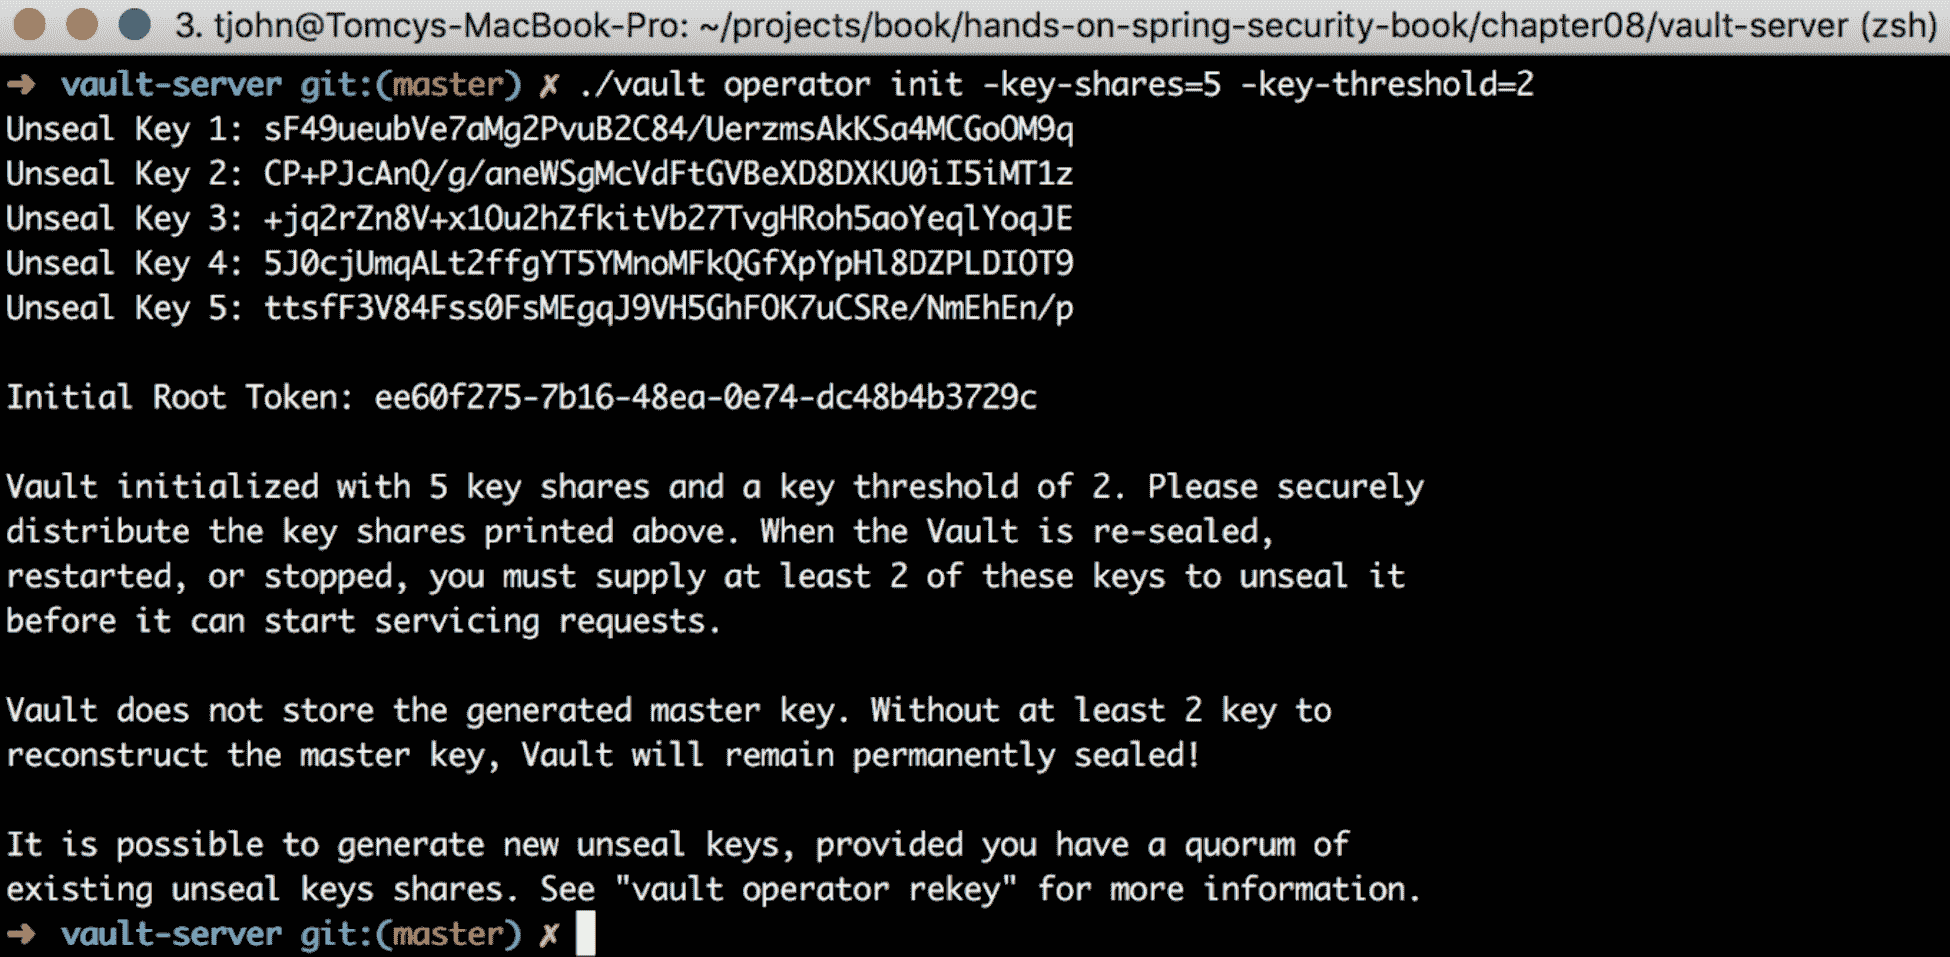 3. tjohn@Tomcys-MacBook-Pro: ~/projects/book/hands-on-spring-security-book/chapter08/vault-server (zsh)
➜ vault-server git:(master) ✗ ./vault operator init -key-shares=5 -key-threshold=2
Unseal Key 1: sF49ueubVe7aMg2PvuB2C84/UerzmsAkKSa4MCGoOM9q
Unseal Key 2: CP+PJcAnQ/g/aneWSgMcVdFtGVBeXD8DXKU0iI5iMT1z
Unseal Key 3: +jq2rZn8V+x1Ou2hZfkitVb27TvgHRoh5aoYeqlYoqJE
Unseal Key 4: 5J0cjUmqALt2ffgYT5YMnoMFkQGfXpYpHl8DZPLDIOT9
Unseal Key 5: ttsfF3V84Fss0FsMEgqJ9VH5GhFOK7uCSRe/NmEhEn/p
Initial Root Token: ee60f275-7b16-48ea-0e74-dc48b4b3729c
Vault initialized with 5 key shares and a key threshold of 2. Please securely
distribute the key shares printed above. When the Vault is re-sealed,
restarted, or stopped, you must supply at least 2 of these keys to unseal it
before it can start servicing requests.
Vault does not store the generated master key. Without at least 2 key to
reconstruct the master key, Vault will remain permanently sealed!
It is possible to generate new unseal keys, provided you have a quorum of
existing unseal keys shares. See "vault operator rekey" for more information.
➜ vault-server git:(master) ✗